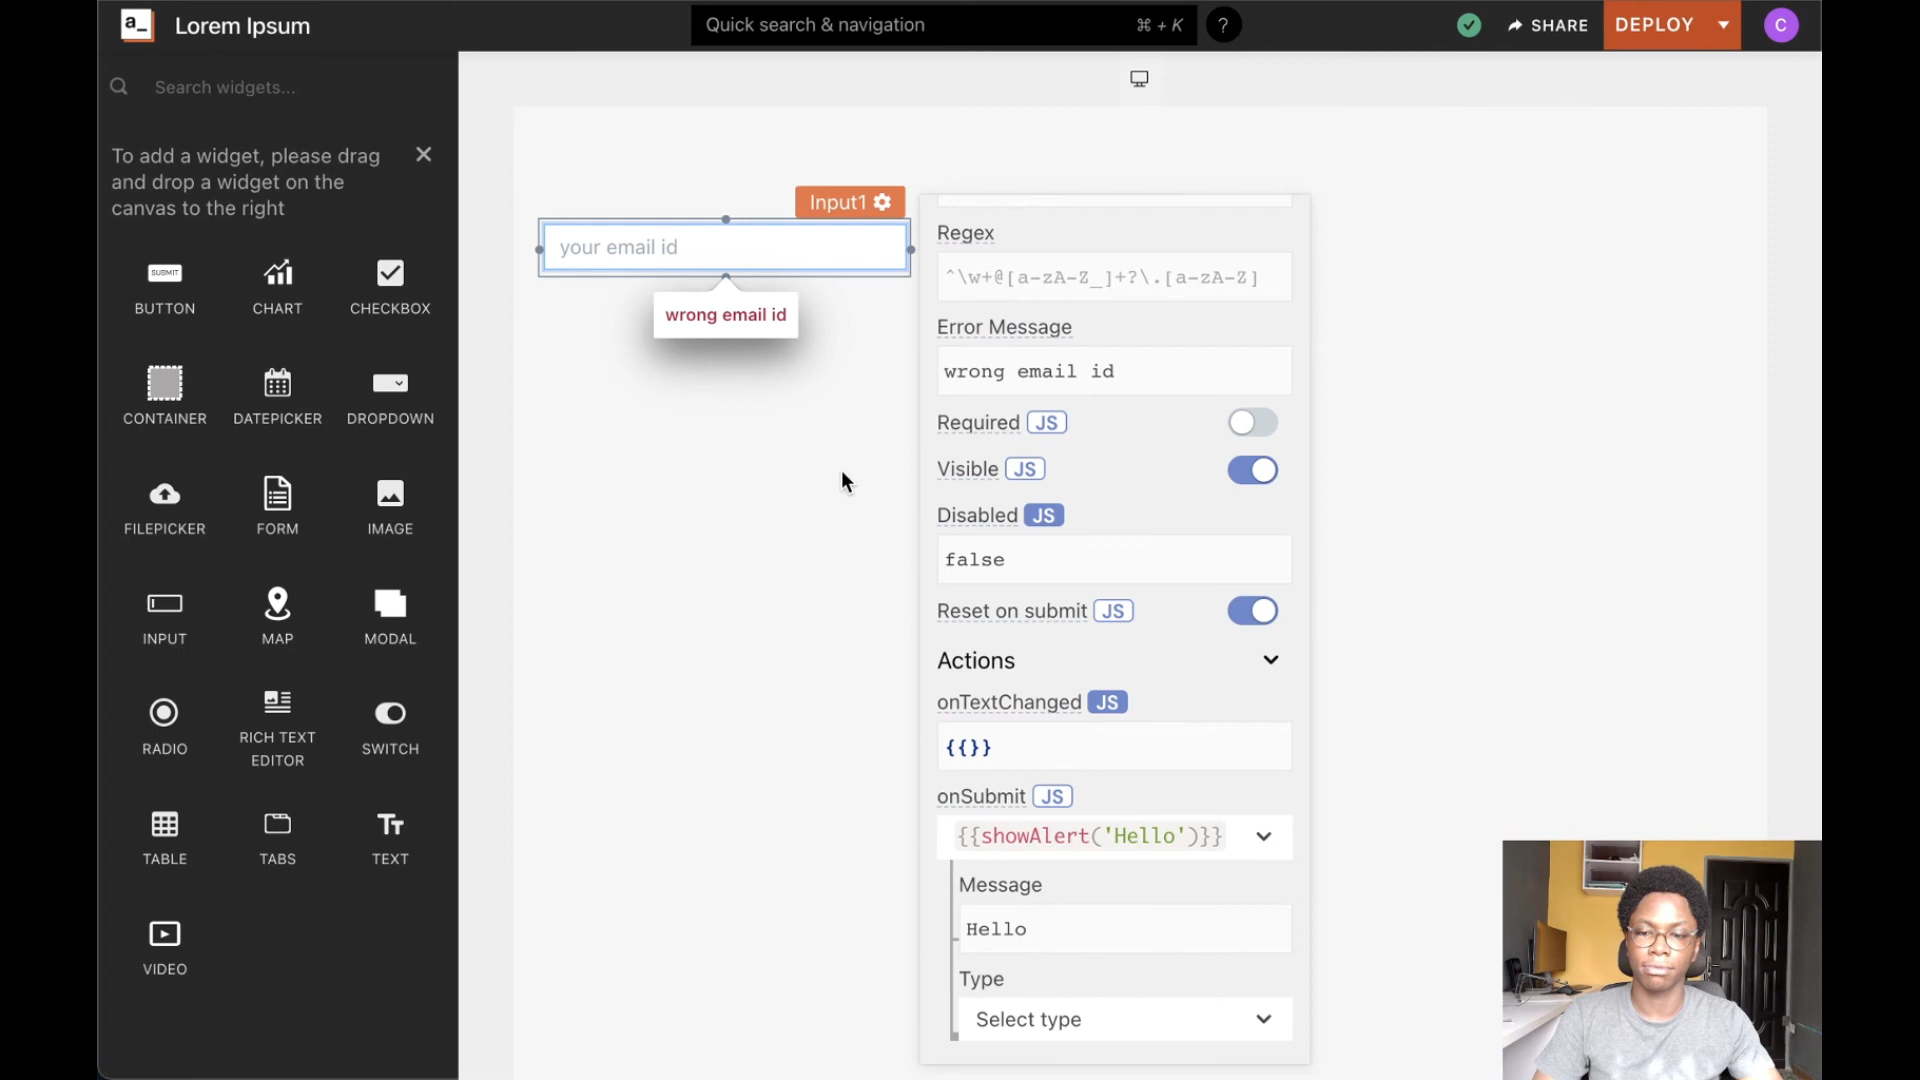 a_ Lorem Ipsum
Quick search & navigation ⌘ + K ?
SHARE DEPLOY C
Search widgets...
To add a widget, please drag
and drop a widget on the
canvas to the right
SUBMIT
BUTTON CHART CHECKBOX
CONTAINER DATEPICKER DROPDOWN
FILEPICKER FORM IMAGE
INPUT MAP MODAL
RADIO RICH TEXT
EDITOR SWITCH
TABLE TABS TEXT
VIDEO
Input1
your email id
wrong email id
Regex
^\w+@[a-zA-Z_]+?\.[a-zA-Z]
Error Message
wrong email id
Required JS
Visible JS
Disabled JS
false
Reset on submit JS
Actions
onTextChanged JS
{{}}
onSubmit JS
{{showAlert('Hello')}}
Message
Hello
Type
Select type